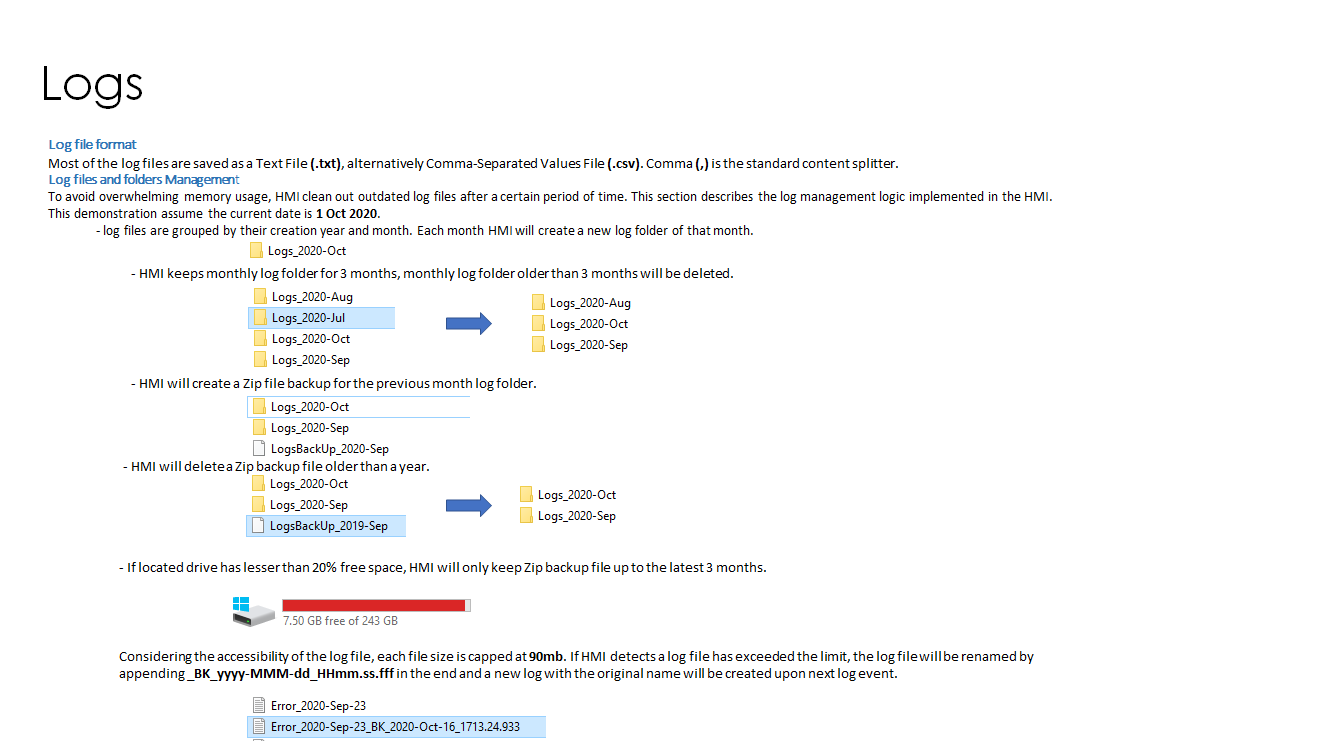 Logs
Log file format
Most of the log files are saved as a Text File (.txt), alternatively Comma-Separated Values File (.csv). Comma (,) is the standard content splitter.
Log files and folders Management
To avoid overwhelming memory usage, HMI clean out outdated log files after a certain period of time. This section describes the log management logic implemented in the HMI.
This demonstration assume the current date is 1 Oct 2020.
- log files are grouped by their creation year and month. Each month HMI will create a new log folder of that month.
Logs_2020-Oct
- HMI keeps monthly log folder for 3 months, monthly log folder older than 3 months will be deleted.
Logs_2020-Aug
Logs_2020-Jul
Logs_2020-Oct
Logs_2020-Sep
Logs_2020-Aug
Logs_2020-Oct
Logs_2020-Sep
- HMI will create a Zip file backup for the previous month log folder.
Logs_2020-Oct
Logs_2020-Sep
LogsBackUp_2020-Sep
- HMI will delete a Zip backup file older than a year.
Logs_2020-Oct
Logs_2020-Sep
LogsBackUp_2019-Sep
Logs_2020-Oct
Logs_2020-Sep
- If located drive has lesser than 20% free space, HMI will only keep Zip backup file up to the latest 3 months.
7.50 GB free of 243 GB
Considering the accessibility of the log file, each file size is capped at 90mb. If HMI detects a log file has exceeded the limit, the log file will be renamed by
appending _BK_yyyy-MMM-dd_HHmm.ss.fff in the end and a new log with the original name will be created upon next log event.
Error_2020-Sep-23
Error_2020-Sep-23_BK_2020-Oct-16_1713.24.933